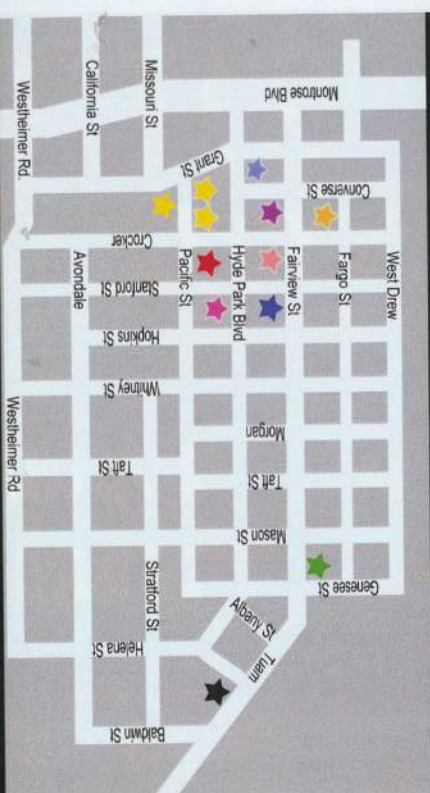 West Drew
Converse St
Genesee St
Fargo St
Montrose Blvd
Fairview St
Morgan
Taft St
Mason St
Tuam
Albany St
Hyde Park Blvd
Grant St
Pacific St
Missouri St
Crocker
Stanford St
Hopkins St
Whitney St
Taft St
Stratford St
Helena St
Baldwin St
California St
Avondale
Westheimer Rd.
Westheimer Rd